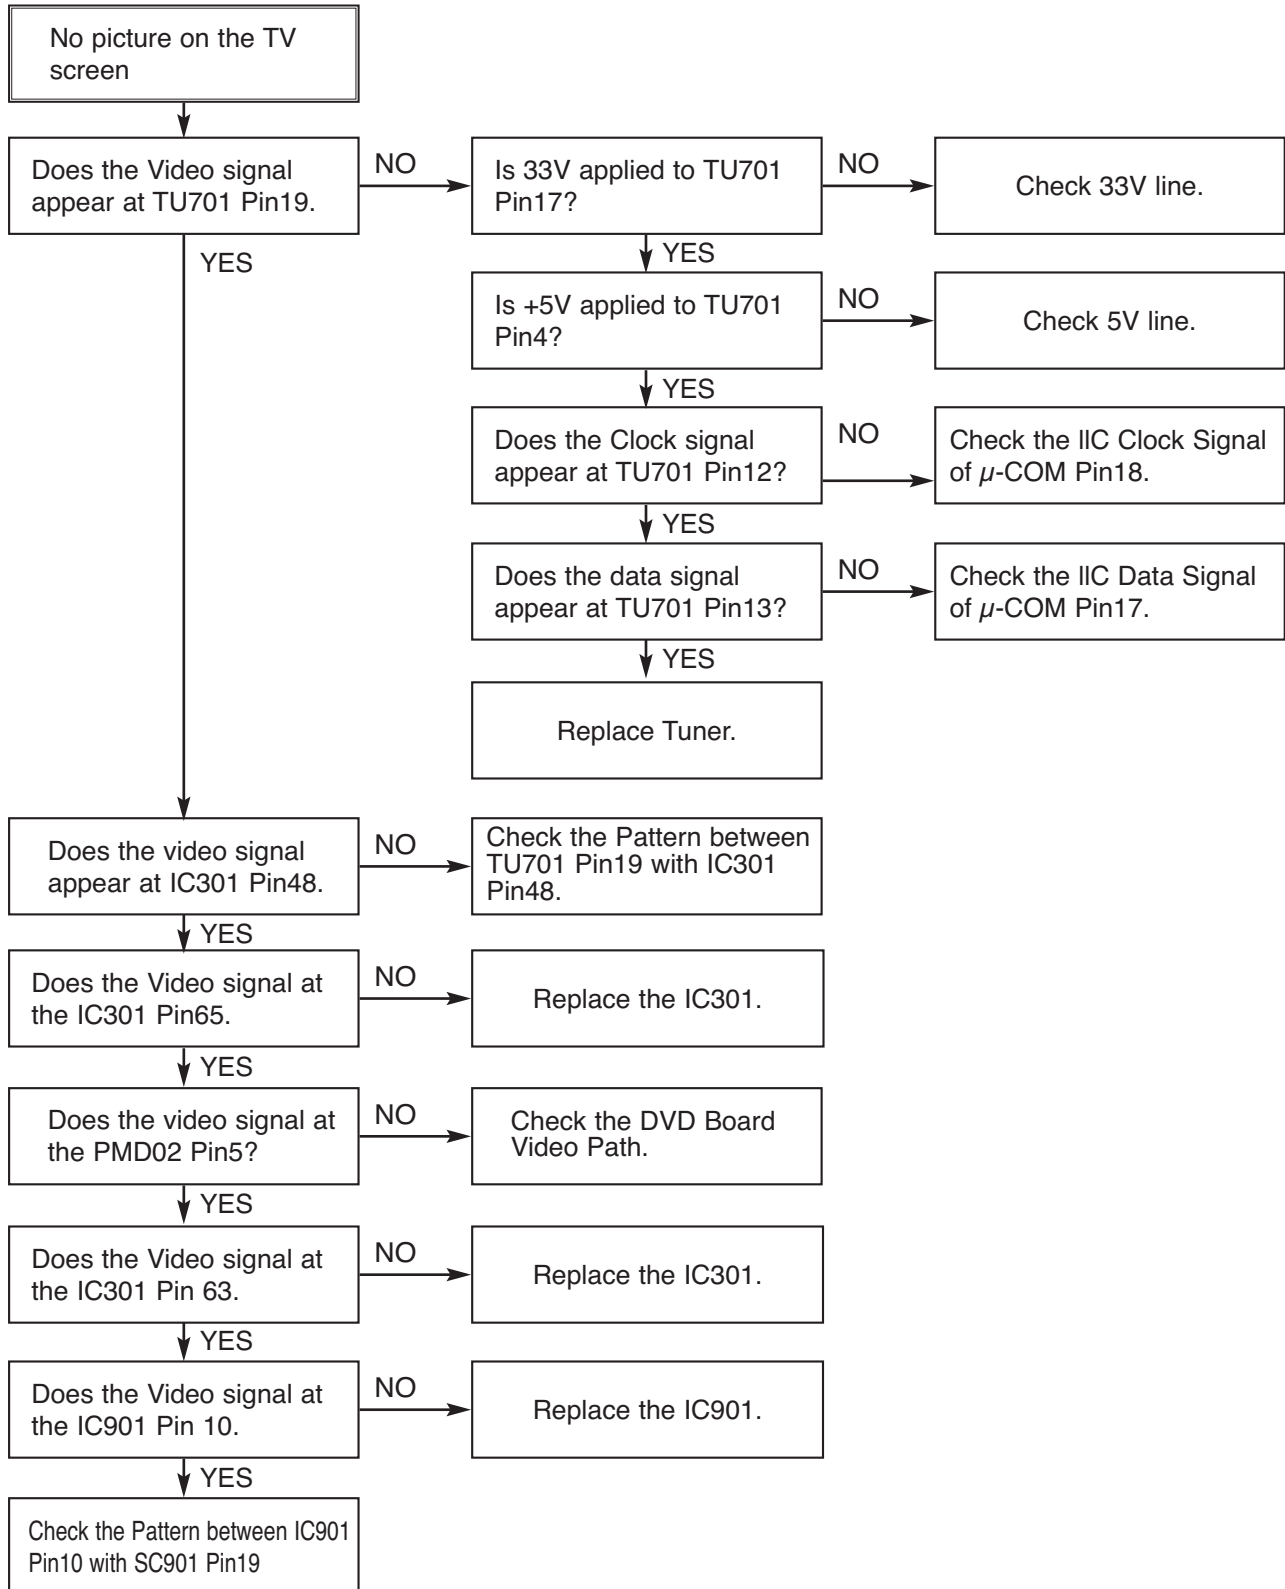 No picture on the TV
screen
Does the Video signal
appear at TU701 Pin19.
NO
Is 33V applied to TU701
Pin17?
NO
Check 33V line.
YES
YES
Is +5V applied to TU701
Pin4?
NO
Check 5V line.
YES
Does the Clock signal
appear at TU701 Pin12?
NO
Check the IIC Clock Signal
of µ-COM Pin18.
YES
Does the data signal
appear at TU701 Pin13?
NO
Check the IIC Data Signal
of µ-COM Pin17.
YES
Replace Tuner.
Does the video signal
appear at IC301 Pin48.
NO
Check the Pattern between
TU701 Pin19 with IC301
Pin48.
YES
Does the Video signal at
the IC301 Pin65.
NO
Replace the IC301.
YES
Does the video signal at
the PMD02 Pin5?
NO
Check the DVD Board
Video Path.
YES
Does the Video signal at
the IC301 Pin 63.
NO
Replace the IC301.
YES
Does the Video signal at
the IC901 Pin 10.
NO
Replace the IC901.
YES
Check the Pattern between IC901
Pin10 with SC901 Pin19